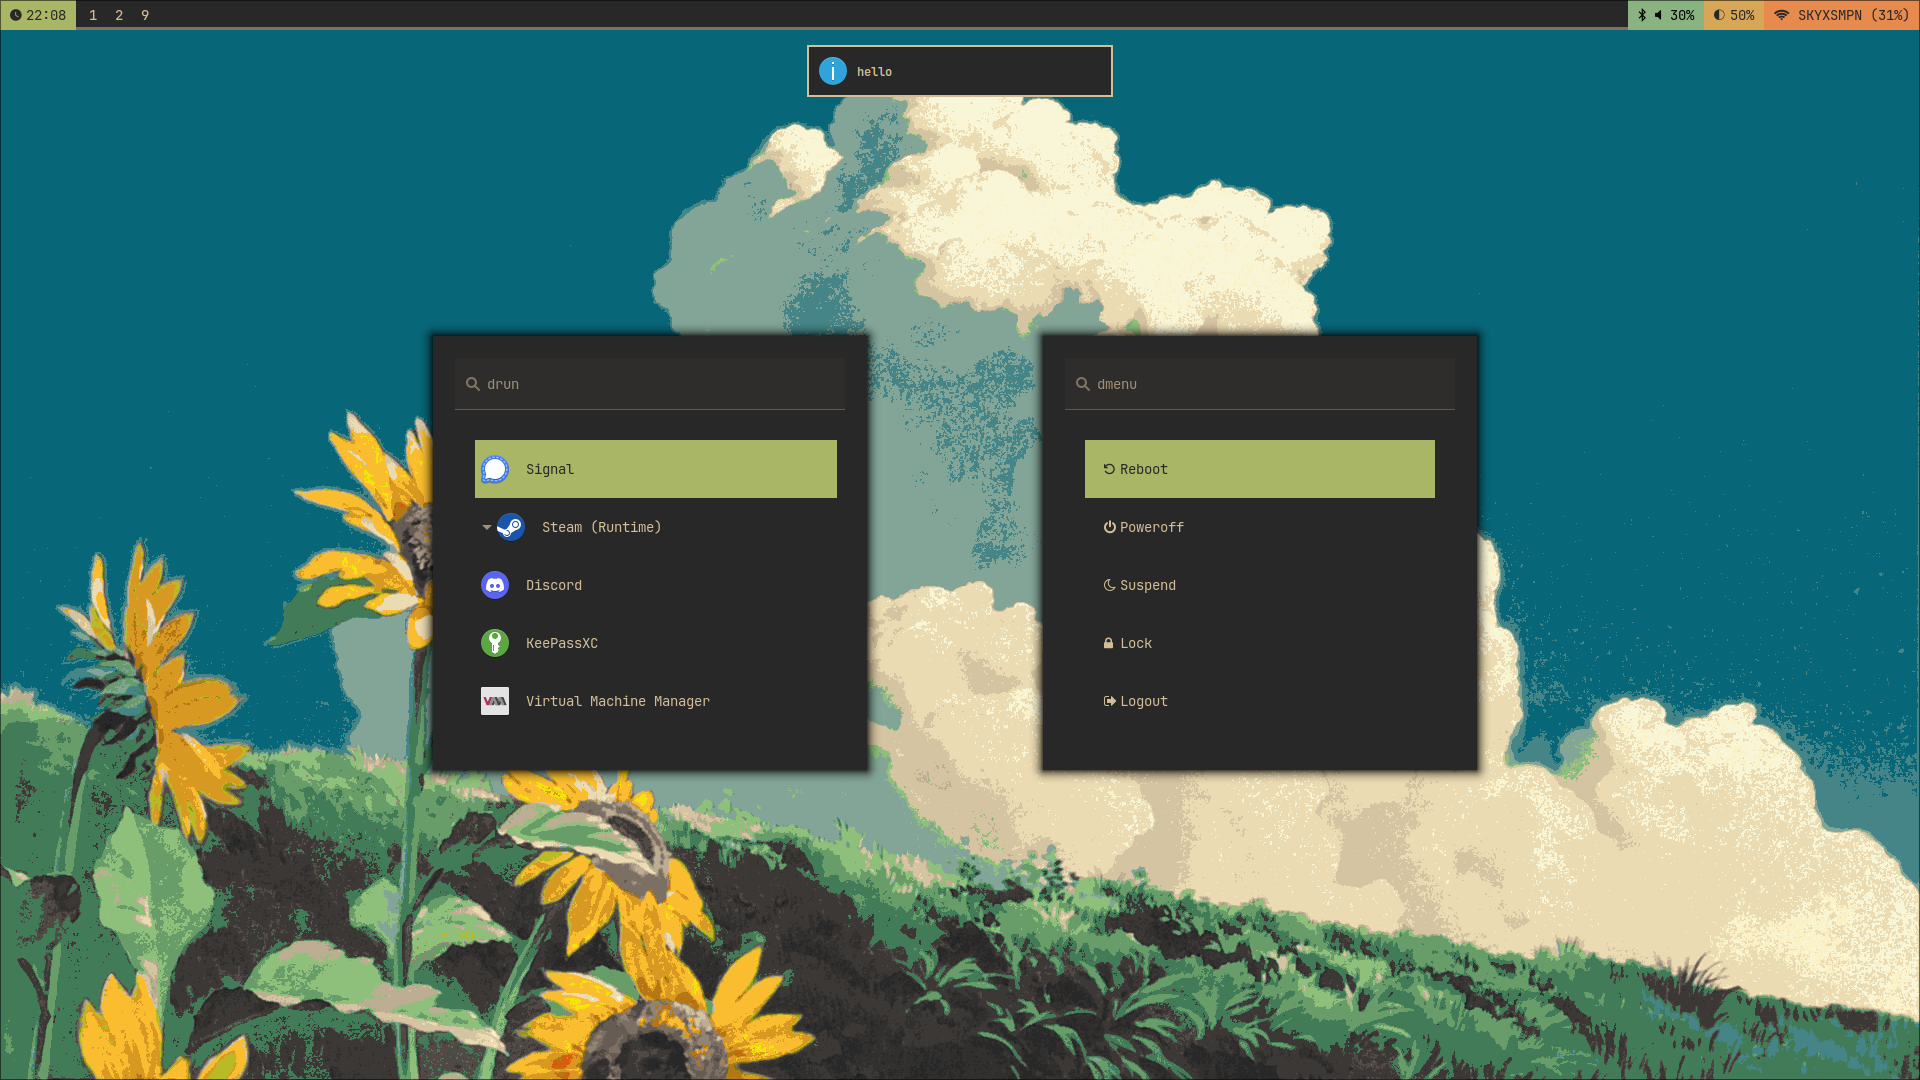 22:08 1 2 9 30% 50% SKYXSMPN (31%)
hello
drun
Signal
Steam (Runtime)
Discord
KeePassXC
Virtual Machine Manager
dmenu
Reboot
Poweroff
Suspend
Lock
Logout